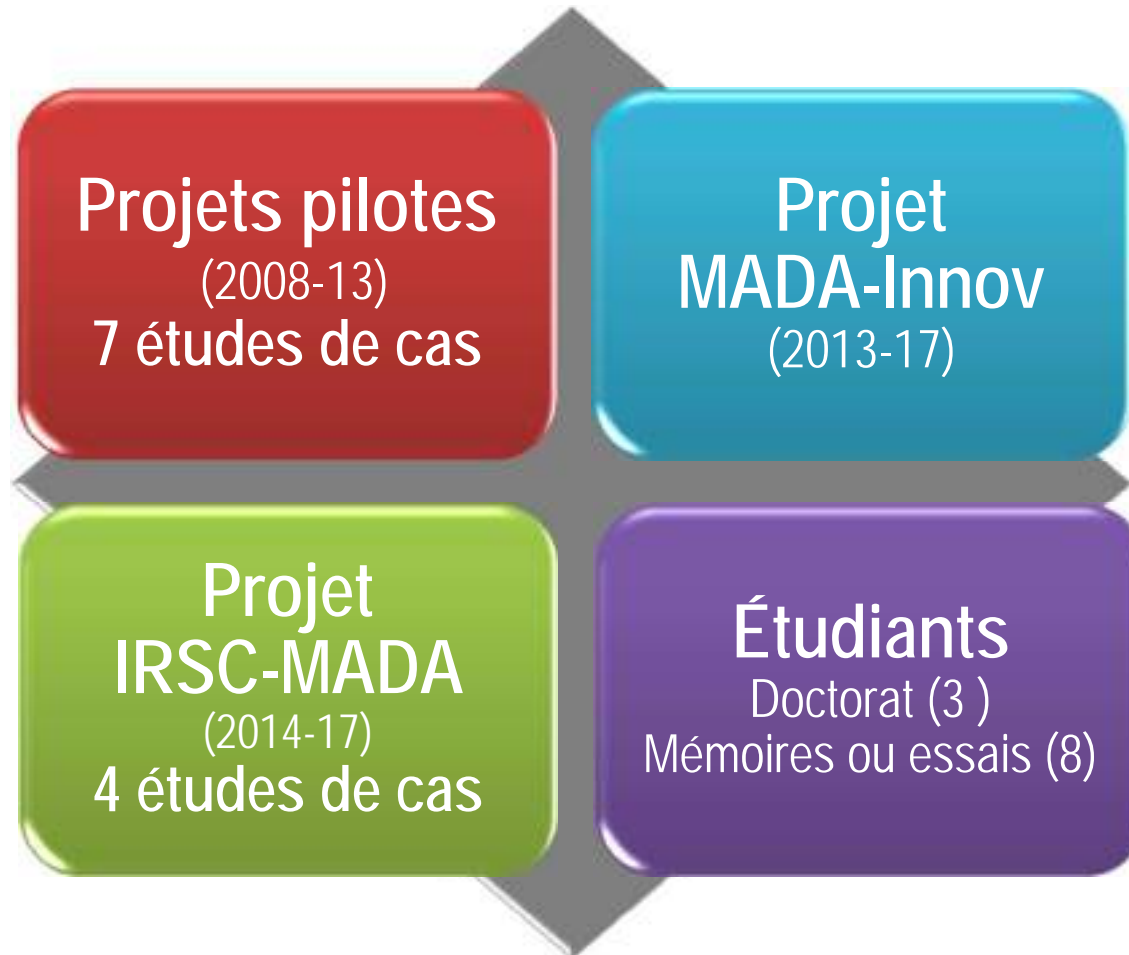 Projets pilotes
(2008-13)
7 études de cas
Projet
MADA-Innov
(2013-17)
Projet
IRSC-MADA
(2014-17)
4 études de cas
Étudiants
Doctorat (3 )
Mémoires ou essais (8)